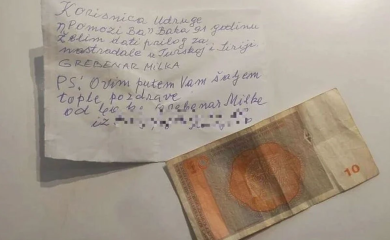 Korisnica Udruge
"Pomozi Ba" Baka 91 godinu
želim dati prilog za
nastradale u Turskoj i Siriji
GREBENAR MILKA
PS! Ovim putem Vam šaljem
tople pozdrave
od Grebenar Milke
iz
10